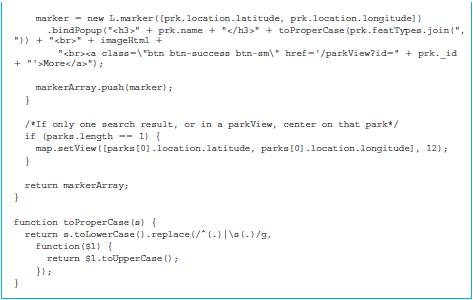 marker = new L.marker([prk.location.latitude, prk.location.longitude])
.bindPopup("<h3>" + prk.name + "</h3>" + toProperCase(prk.featTypes.join(",
")) + "<br>" + imageHtml +
"<br><a class=\"btn btn-success btn-sm\" href='/parkView?id=" + prk._id
+ "'>More</a>");
markerArray.push(marker);
}
/*If only one search result, or in a parkView, center on that park*/
if (parks.length == 1) {
map.setView([parks[0].location.latitude, parks[0].location.longitude], 12);
}
return markerArray;
}
function toProperCase(s) {
return s.toLowerCase().replace(/^(.)|\s(.)/g,
function($1) {
return $1.toUpperCase();
});
}